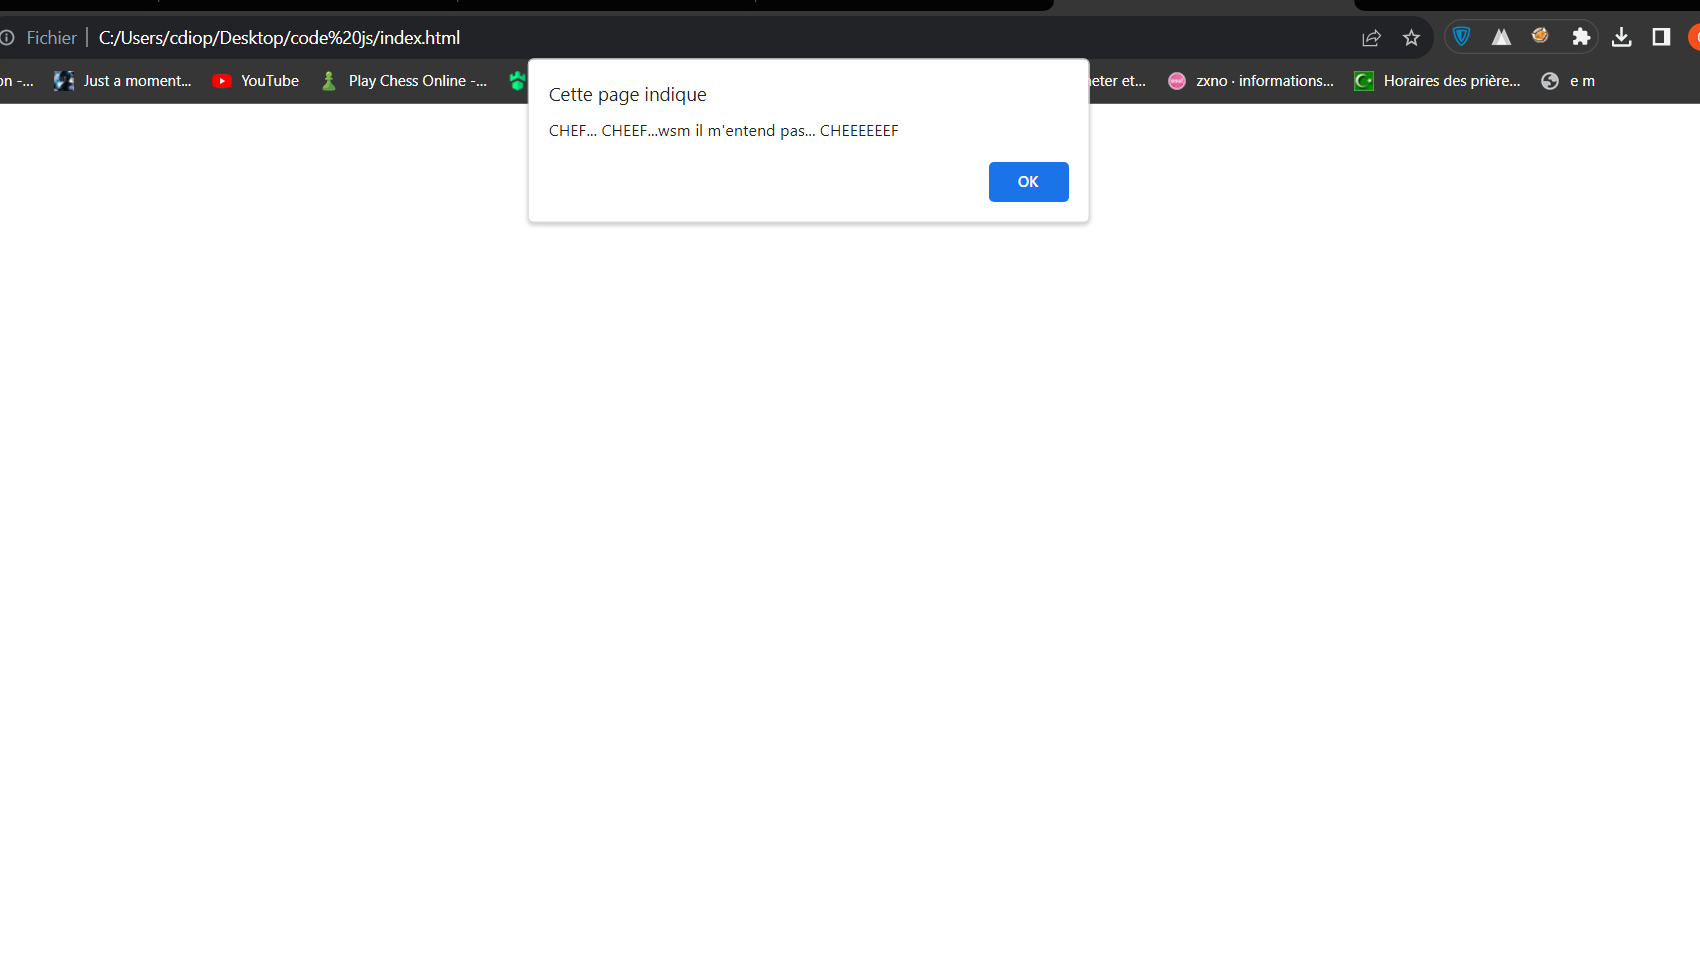 Fichier | C:/Users/cdiop/Desktop/code%20js/index.html
on -... Just a moment... YouTube Play Chess Online -... eter et... zxno · informations... Horaires des prière... e m
Cette page indique
CHEF... CHEEF...wsm il m'entend pas... CHEEEEEEF
OK